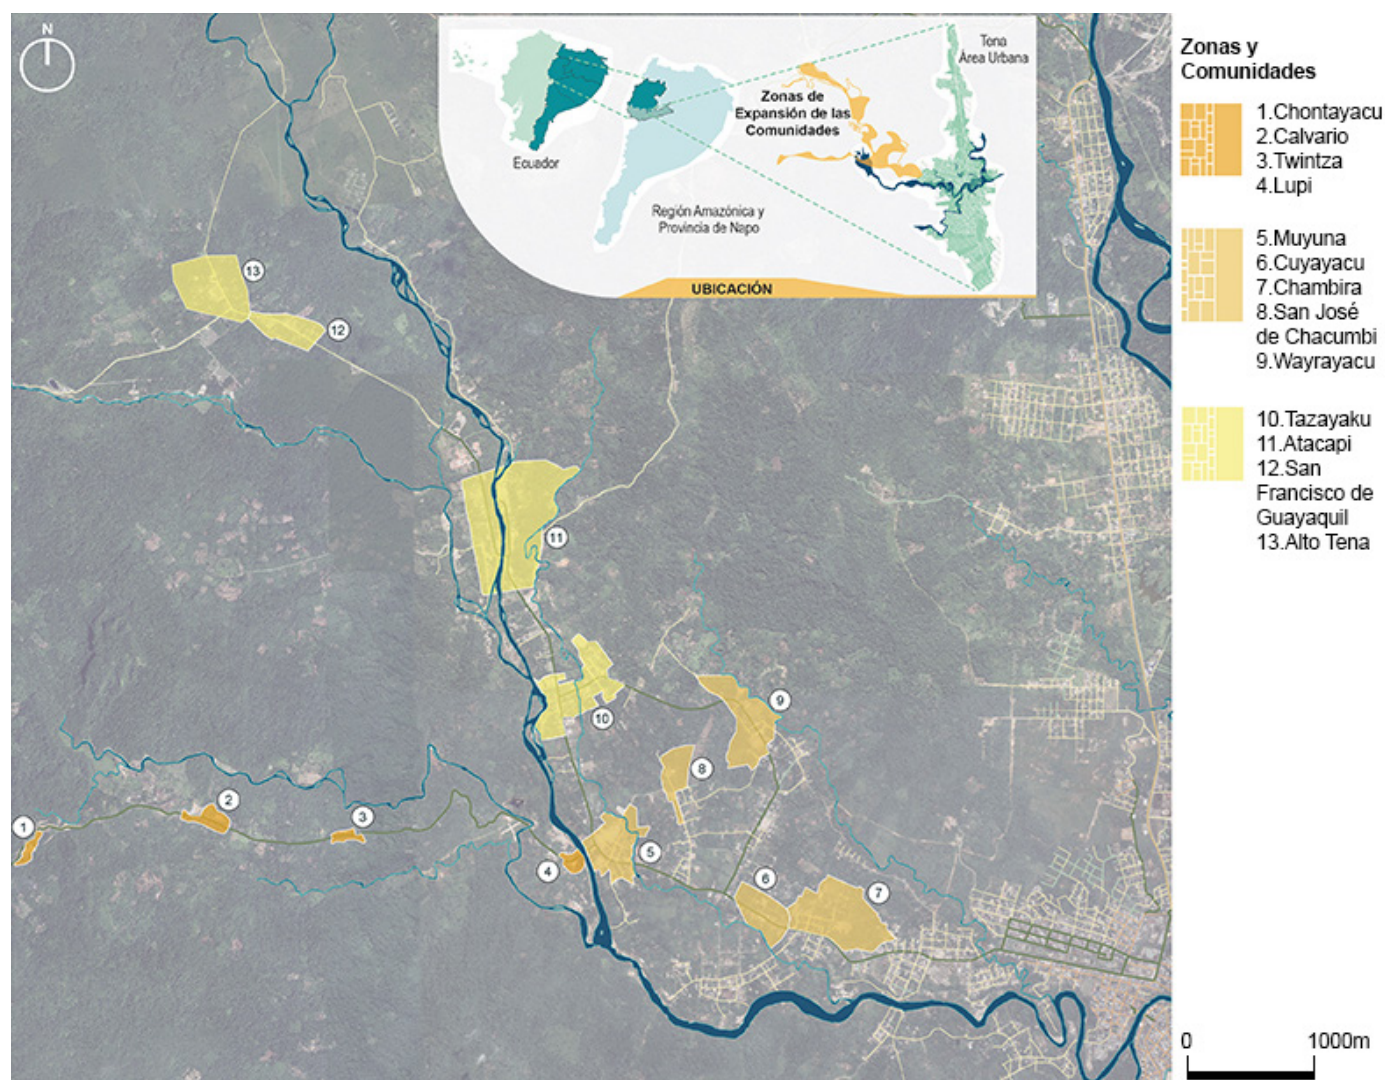 N
Tena
Área Urbana
Zonas de
Expansión de las
Comunidades
Ecuador
Región Amazónica y
Provincia de Napo
UBICACIÓN
13
12
11
10
9
8
7
6
5
4
3
2
1
Zonas y
Comunidades
1.Chontayacu
2.Calvario
3.Twintza
4.Lupi
5.Muyuna
6.Cuyayacu
7.Chambira
8.San José
de Chacumbi
9.Wayrayacu
10.Tazayaku
11.Atacapi
12.San
Francisco de
Guayaquil
13.Alto Tena
0 1000m